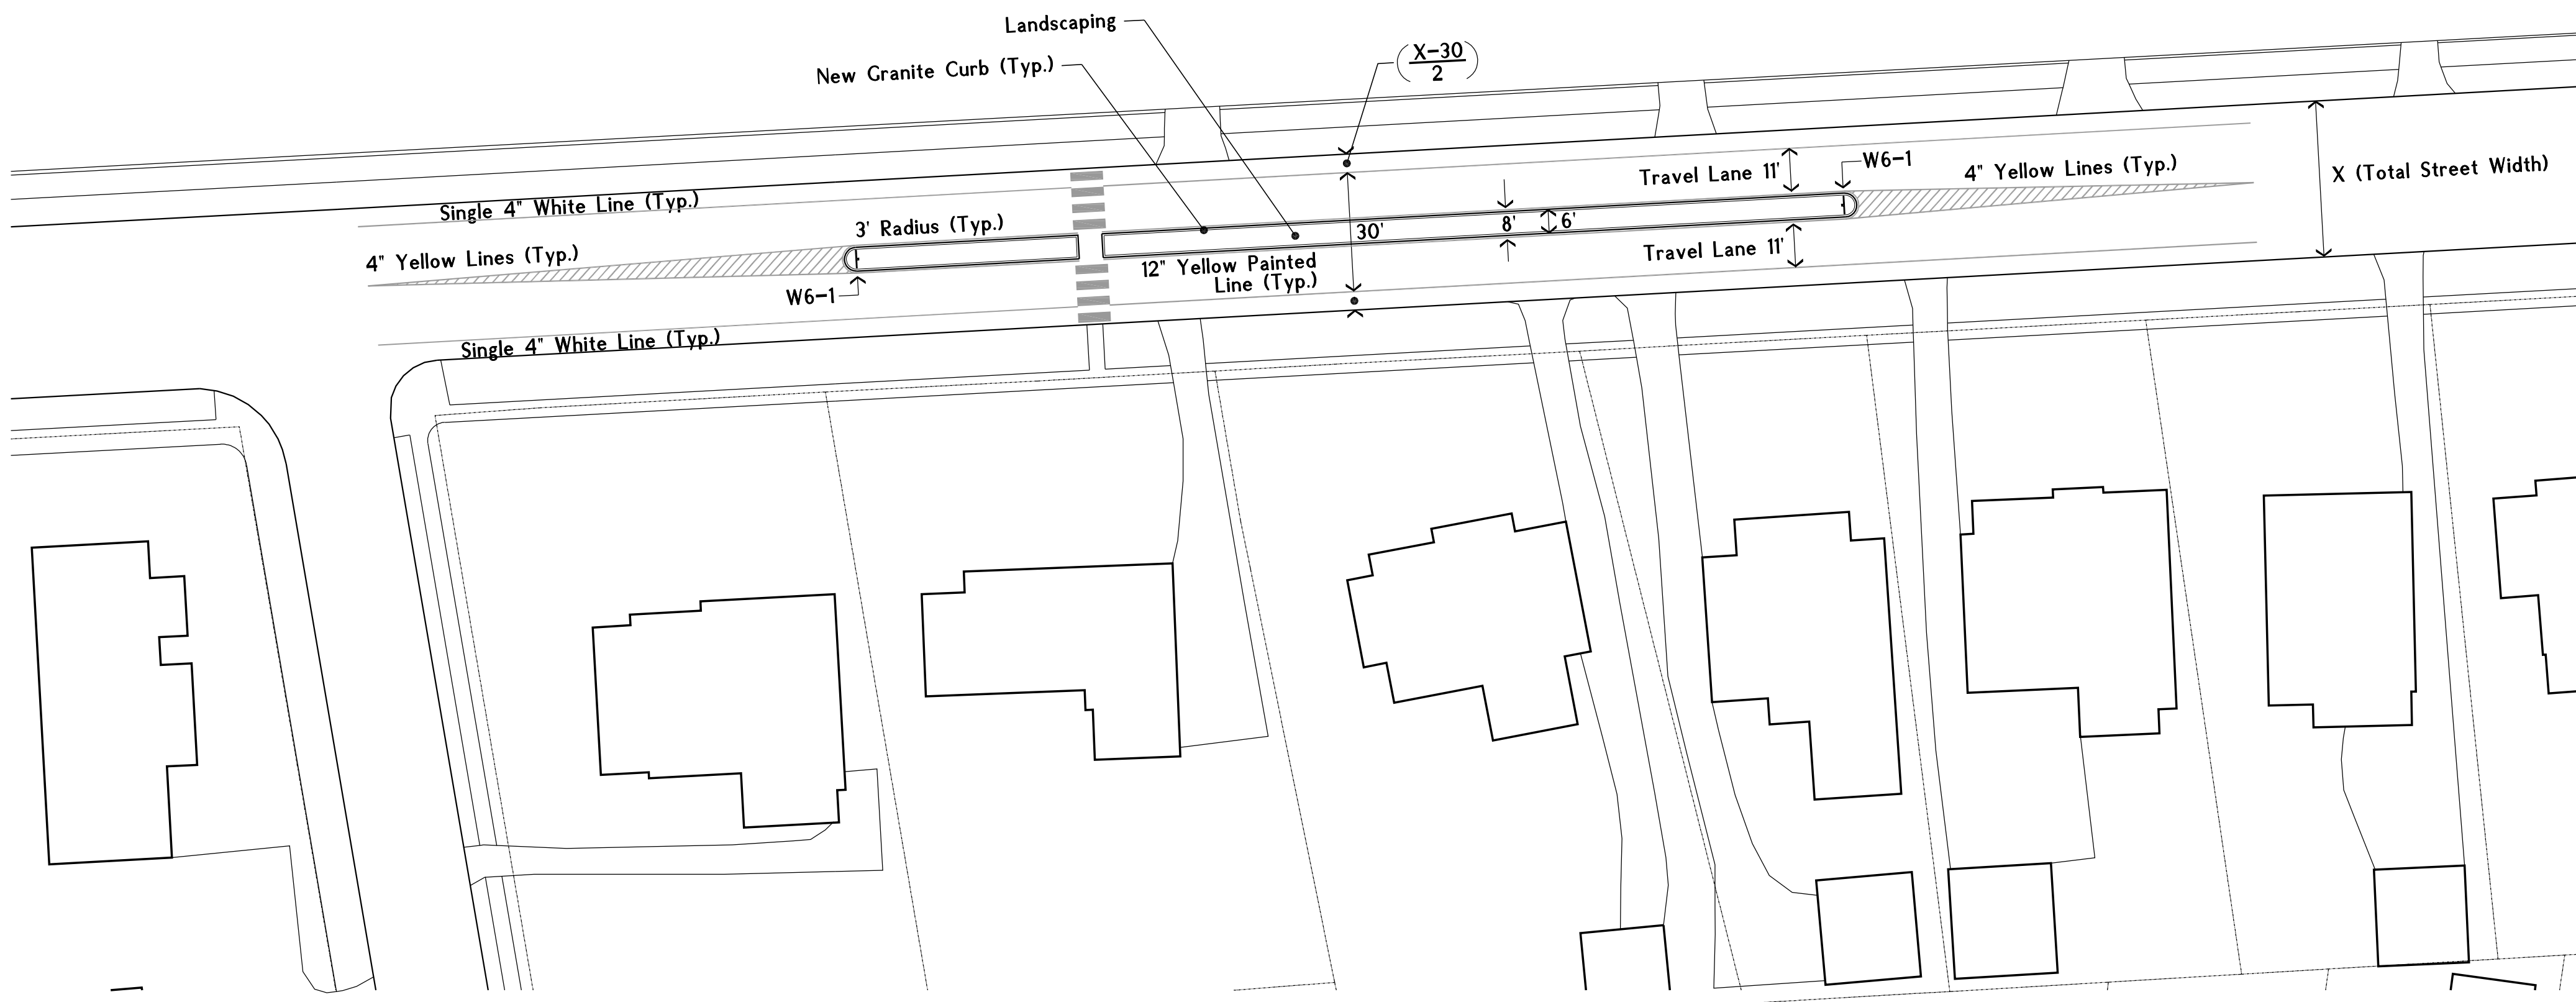 Landscaping
New Granite Curb (Typ.)
(X-30
2)
Travel Lane 11'
W6-1
4" Yellow Lines (Typ.)
X (Total Street Width)
Single 4" White Line (Typ.)
3' Radius (Typ.)
30'
8'
6'
Travel Lane 11'
4" Yellow Lines (Typ.)
12" Yellow Painted
Line (Typ.)
W6-1
Single 4" White Line (Typ.)